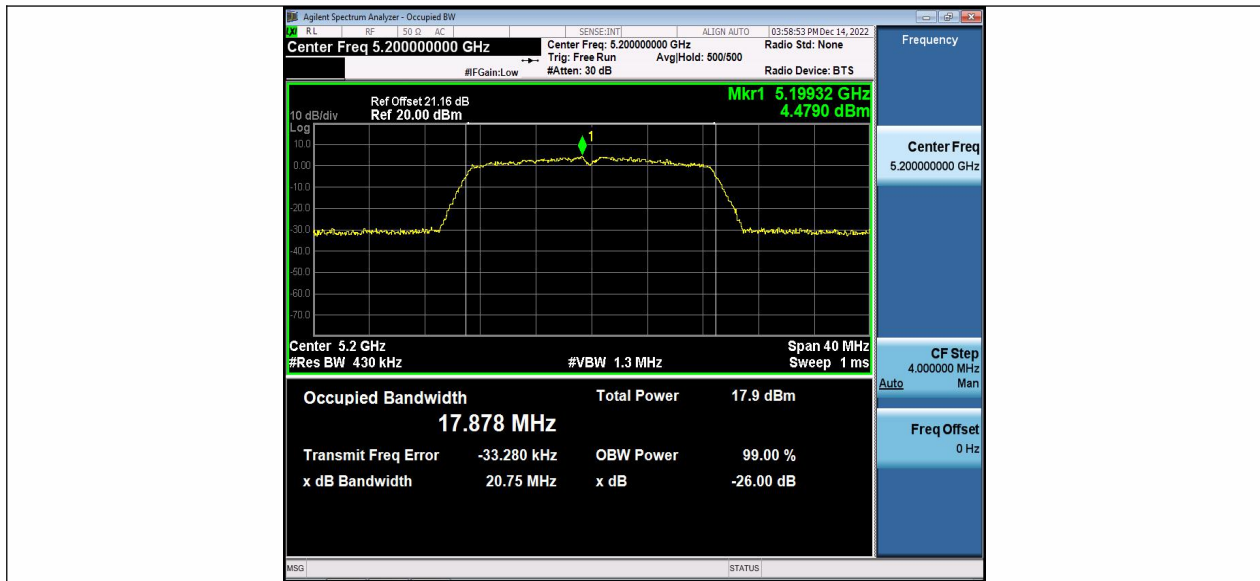 Agilent Spectrum Analyzer - Occupied BW
LXI RL RF 50 Ω AC SENSE:INT ALIGN AUTO 03:58:53 PM Dec 14, 2022
Center Freq 5.200000000 GHz
Center Freq: 5.200000000 GHz
Radio Std: None
Trig: Free Run Avg|Hold: 500/500
#IFGain:Low
#Atten: 30 dB
Radio Device: BTS
Frequency
Mkr1 5.19932 GHz
4.4790 dBm
Ref Offset 21.16 dB
10 dB/div Ref 20.00 dBm
Log
10.0
0.00
-10.0
-20.0
-30.0
-40.0
-50.0
-60.0
-70.0
1
Center Freq
5.200000000 GHz
Center 5.2 GHz Span 40 MHz
#Res BW 430 kHz #VBW 1.3 MHz Sweep 1 ms
CF Step
4.000000 MHz
Auto Man
Freq Offset
0 Hz
Occupied Bandwidth Total Power 17.9 dBm
17.878 MHz
Transmit Freq Error -33.280 kHz OBW Power 99.00 %
x dB Bandwidth 20.75 MHz x dB -26.00 dB
MSG STATUS